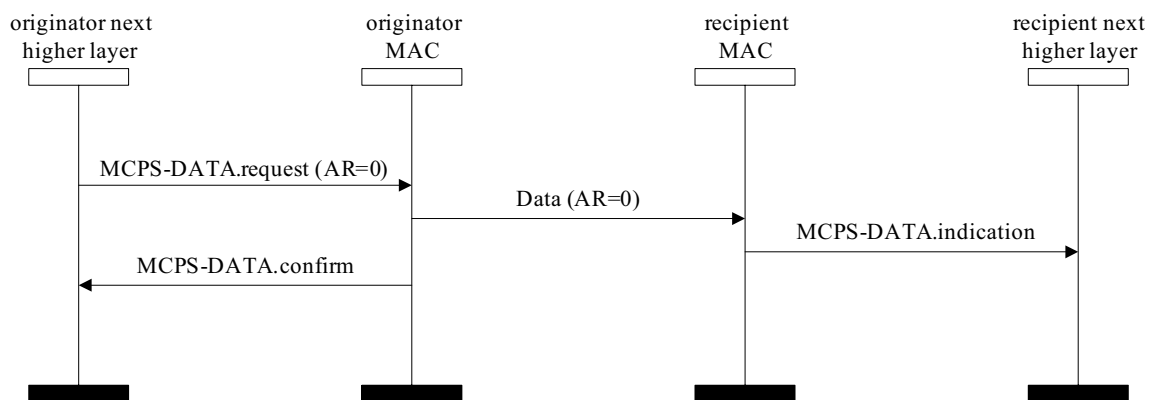 originator next
higher layer
originator
MAC
recipient
MAC
recipient next
higher layer
MCPS-DATA.request (AR=0)
Data (AR=0)
MCPS-DATA.indication
MCPS-DATA.confirm